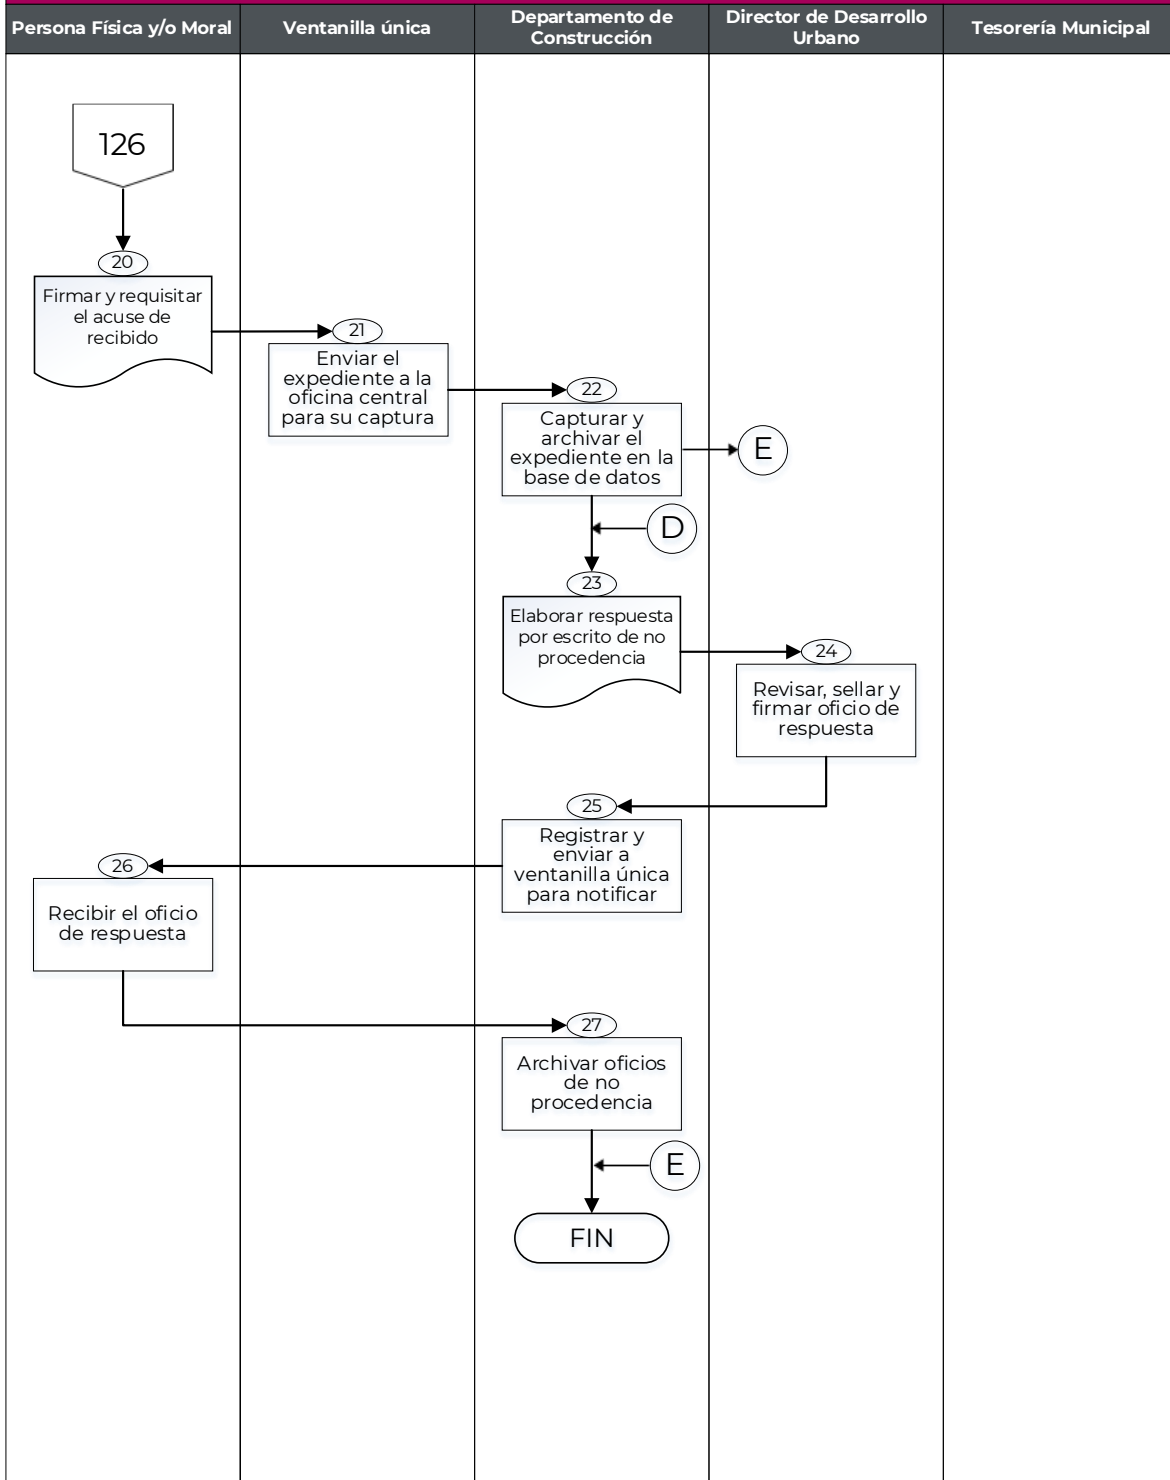 Persona Física y/o Moral
Ventanilla única
Departamento de
Construcción
Director de Desarrollo
Urbano
Tesorería Municipal
126
20
Firmar y requisitar
el acuse de
recibido
21
Enviar el
expediente a la
oficina central
para su captura
22
Capturar y
archivar el
expediente en la
base de datos
E
D
23
Elaborar respuesta
por escrito de no
procedencia
24
Revisar, sellar y
firmar oficio de
respuesta
25
Registrar y
enviar a
ventanilla única
para notificar
26
Recibir el oficio
de respuesta
27
Archivar oficios
de no
procedencia
E
FIN